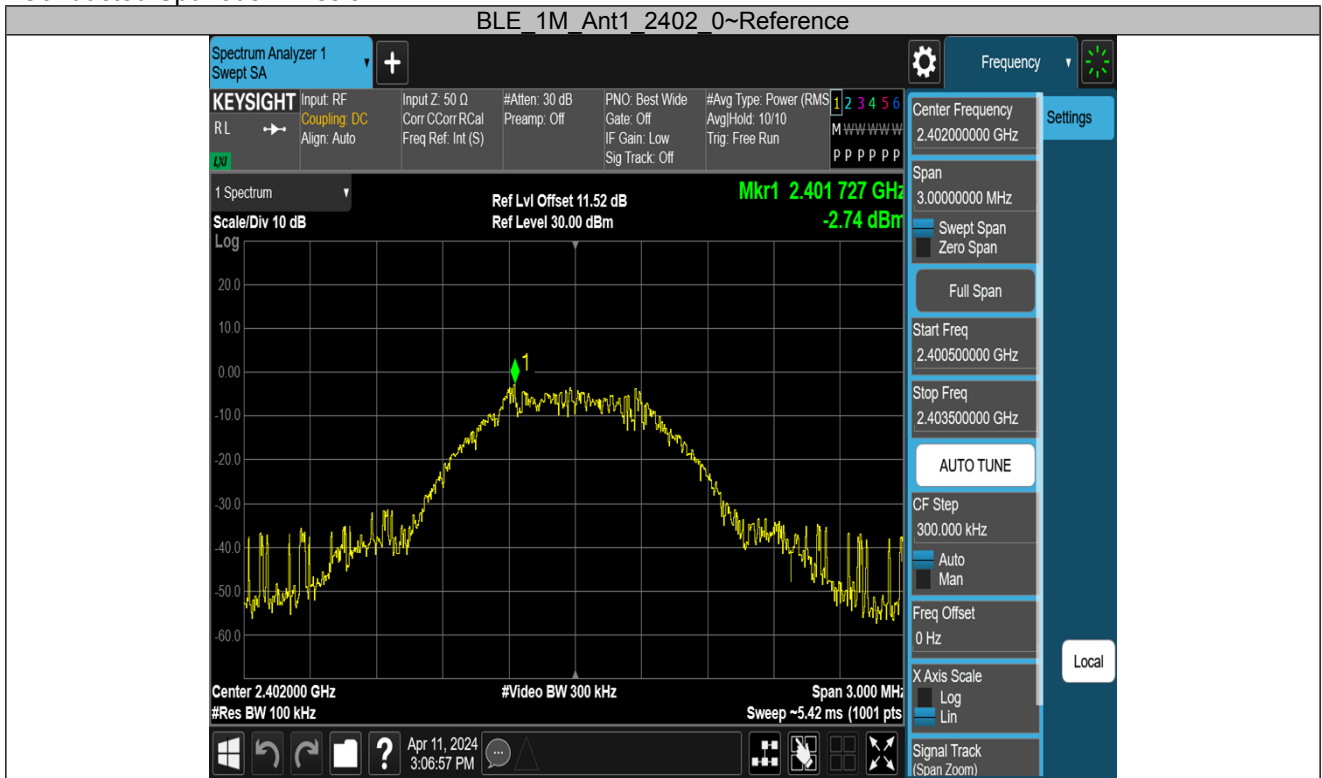 BLE_1M_Ant1_2402_0~Reference
Spectrum Analyzer 1
Swept SA
+
Frequency
KEYSIGHT
RL
LXI
Input: RF
Coupling: DC
Align: Auto
Input Z: 50 Ω
Corr CCorr RCal
Freq Ref: Int (S)
#Atten: 30 dB
Preamp: Off
PNO: Best Wide
Gate: Off
IF Gain: Low
Sig Track: Off
#Avg Type: Power (RMS
Avg|Hold: 10/10
Trig: Free Run
1 2 3 4 5 6
M W W W W W
P P P P P P
1 Spectrum
Scale/Div 10 dB
Log
Ref Lvl Offset 11.52 dB
Ref Level 30.00 dBm
Mkr1 2.401 727 GHz
-2.74 dBm
20.0
10.0
0.00
-10.0
-20.0
-30.0
-40.0
-50.0
-60.0
1
Center 2.402000 GHz
#Res BW 100 kHz
#Video BW 300 kHz
Span 3.000 MHz
Sweep ~5.42 ms (1001 pts
Center Frequency
2.402000000 GHz
Span
3.00000000 MHz
Swept Span
Zero Span
Full Span
Start Freq
2.400500000 GHz
Stop Freq
2.403500000 GHz
AUTO TUNE
CF Step
300.000 kHz
Auto
Man
Freq Offset
0 Hz
X Axis Scale
Log
Lin
Signal Track
(Span Zoom)
Settings
Local
?
Apr 11, 2024
3:06:57 PM